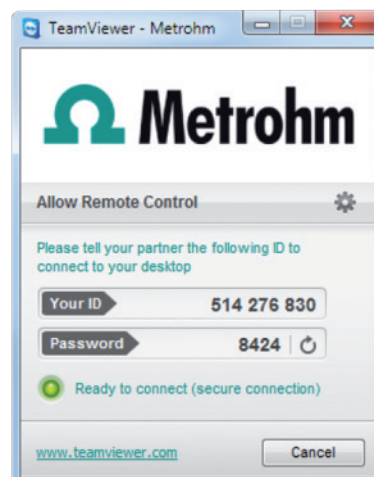 TeamViewer - Metrohm
Metrohm
Allow Remote Control
Please tell your partner the following ID to
connect to your desktop
Your ID 514 276 830
Password 8424
Ready to connect (secure connection)
www.teamviewer.com Cancel